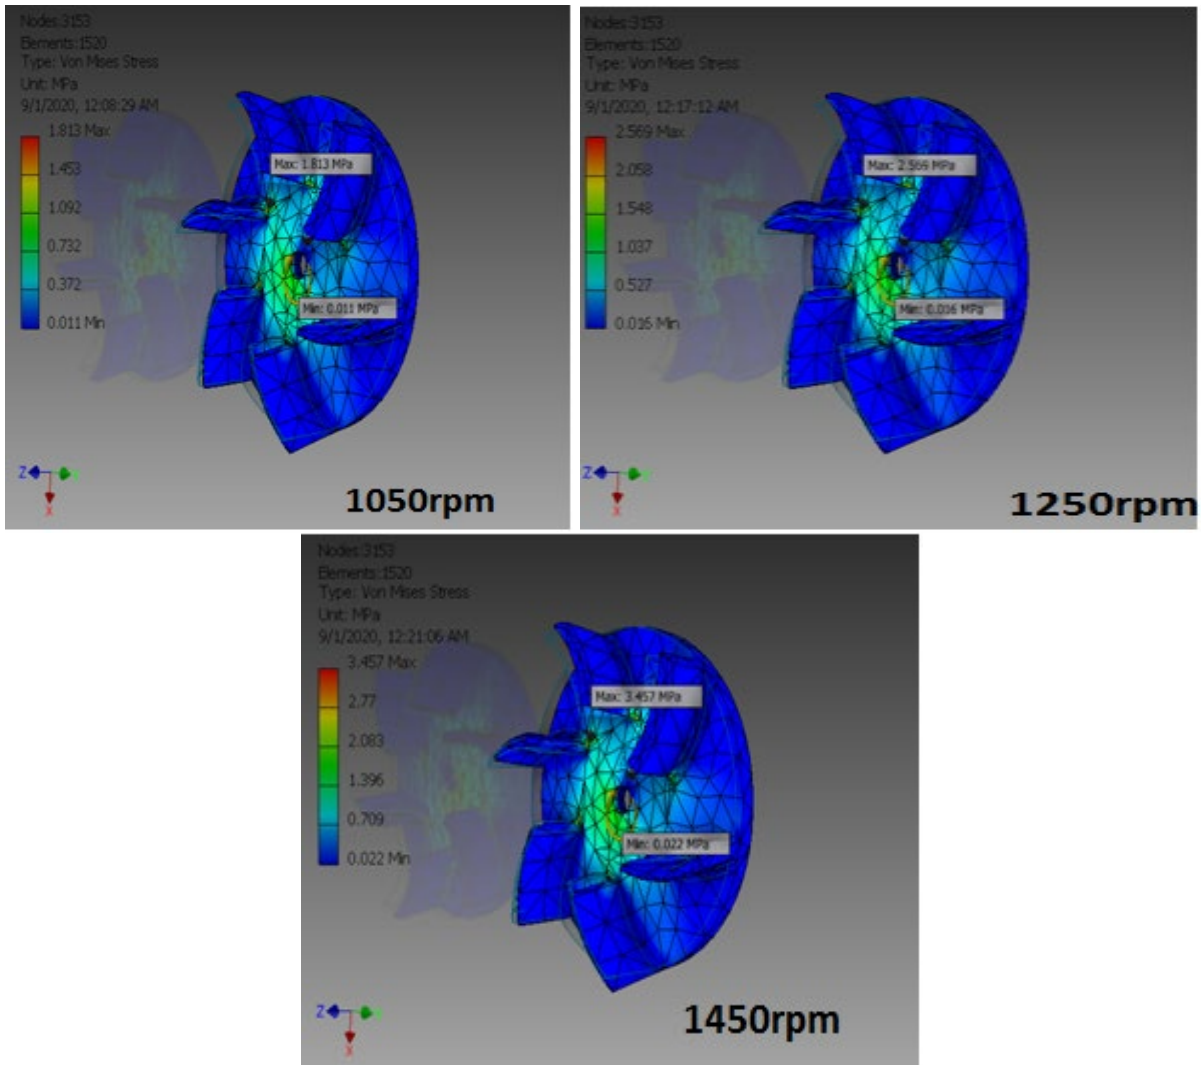 Nodes:3153
Elements:1520
Type: Von Mises Stress
Unit: MPa
9/1/2020, 12:08:29 AM
1.813 Max
1.453
1.092
0.732
0.372
0.011 Min
Max: 1.813 MPa
Min: 0.011 MPa
Z
X
1050rpm
Nodes:3153
Elements:1520
Type: Von Mises Stress
Unit: MPa
9/1/2020, 12:17:12 AM
2.569 Max
2.058
1.548
1.037
0.527
0.016 Min
Max: 2.569 MPa
Min: 0.016 MPa
Z
X
1250rpm
Nodes:3153
Elements:1520
Type: Von Mises Stress
Unit: MPa
9/1/2020, 12:21:06 AM
3.457 Max
2.77
2.083
1.396
0.709
0.022 Min
Max: 3.457 MPa
Min: 0.022 MPa
Z
X
1450rpm